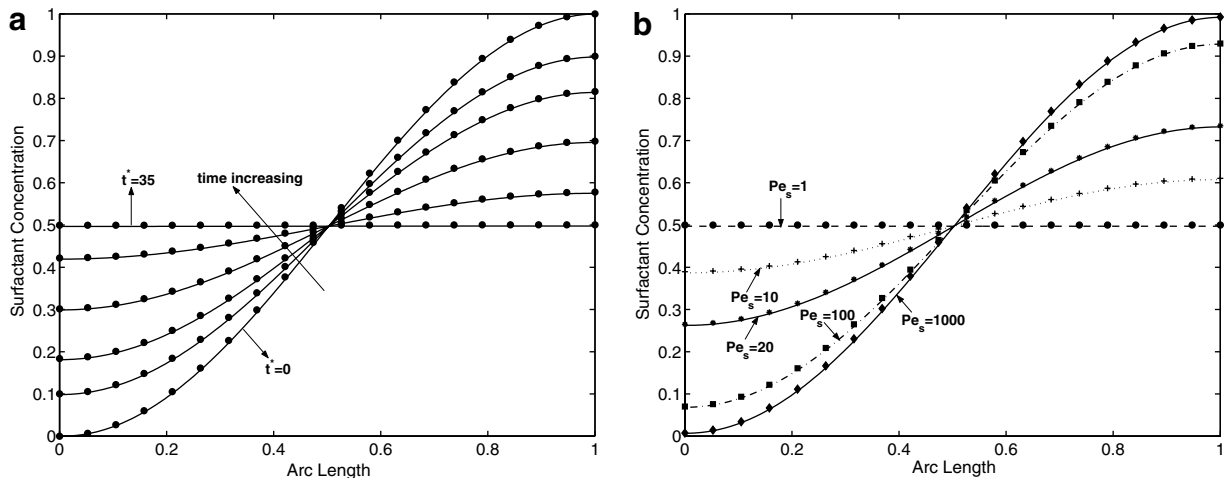 a
1
0.9
0.8
0.7
0.6
0.5
0.4
0.3
0.2
0.1
0
0
0.2
0.4
0.6
0.8
1
Surfactant Concentration
Arc Length
t*=35
time increasing
t*=0
b
1
0.9
0.8
0.7
0.6
0.5
0.4
0.3
0.2
0.1
0
0
0.2
0.4
0.6
0.8
1
Surfactant Concentration
Arc Length
Pes=1
Pes=10
Pes=100
Pes=20
Pes=1000